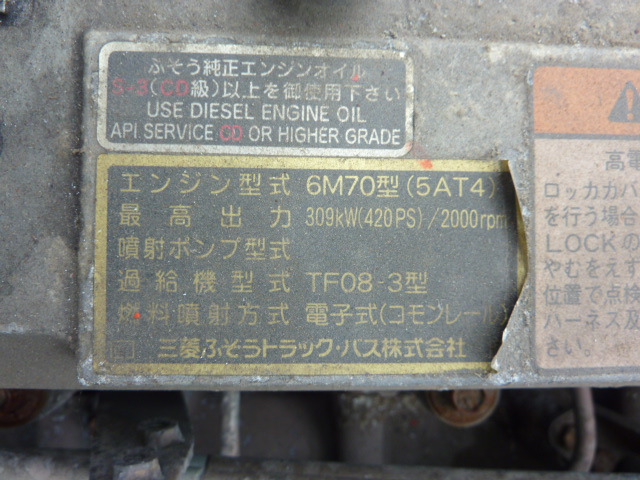 ふそう純正エンジンオイル
S-3(CD級)以上を御使用下さい
USE DIESEL ENGINE OIL
API SERVICE CD OR HIGHER GRADE
エンジン型式 6M70型(5AT4)
最高出力 309kW(420PS)/2000rpm
噴射ポンプ型式
過給機型式 TF08-3型
燃料噴射方式 電子式(コモンレール)
三菱ふそうトラック・バス株式会社
高電
ロッカカバ
を行う場合
LOCKの
やむをえす
位置で点検
ハーネス及
さい。